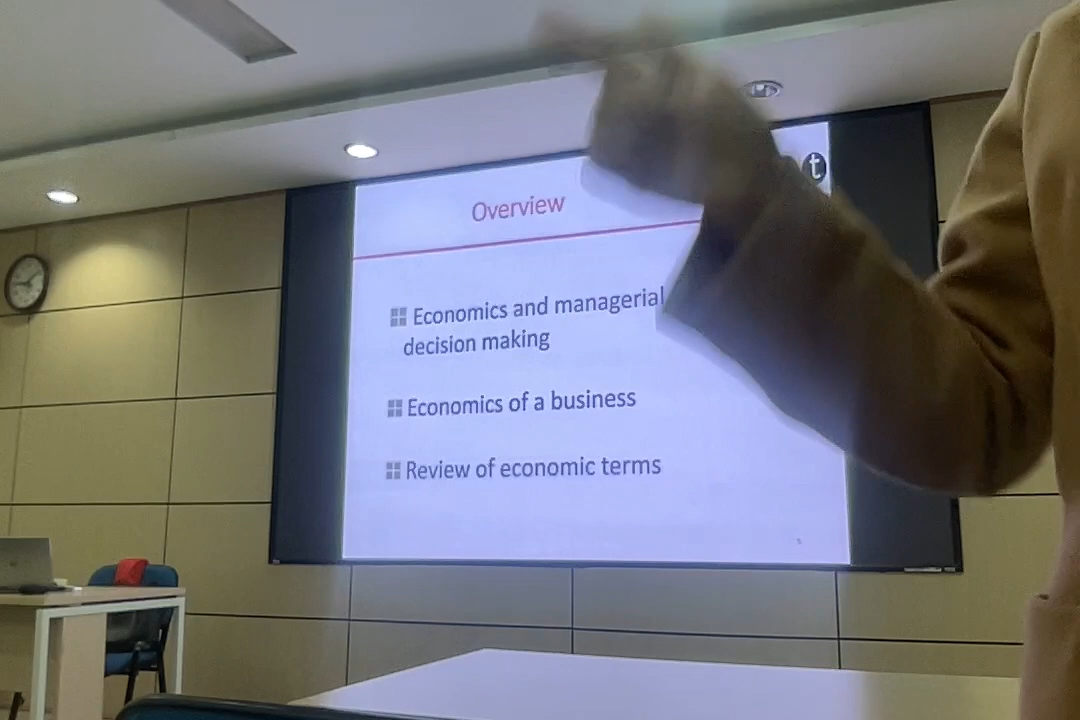 t
Overview
Economics and managerial
decision making
Economics of a business
Review of economic terms